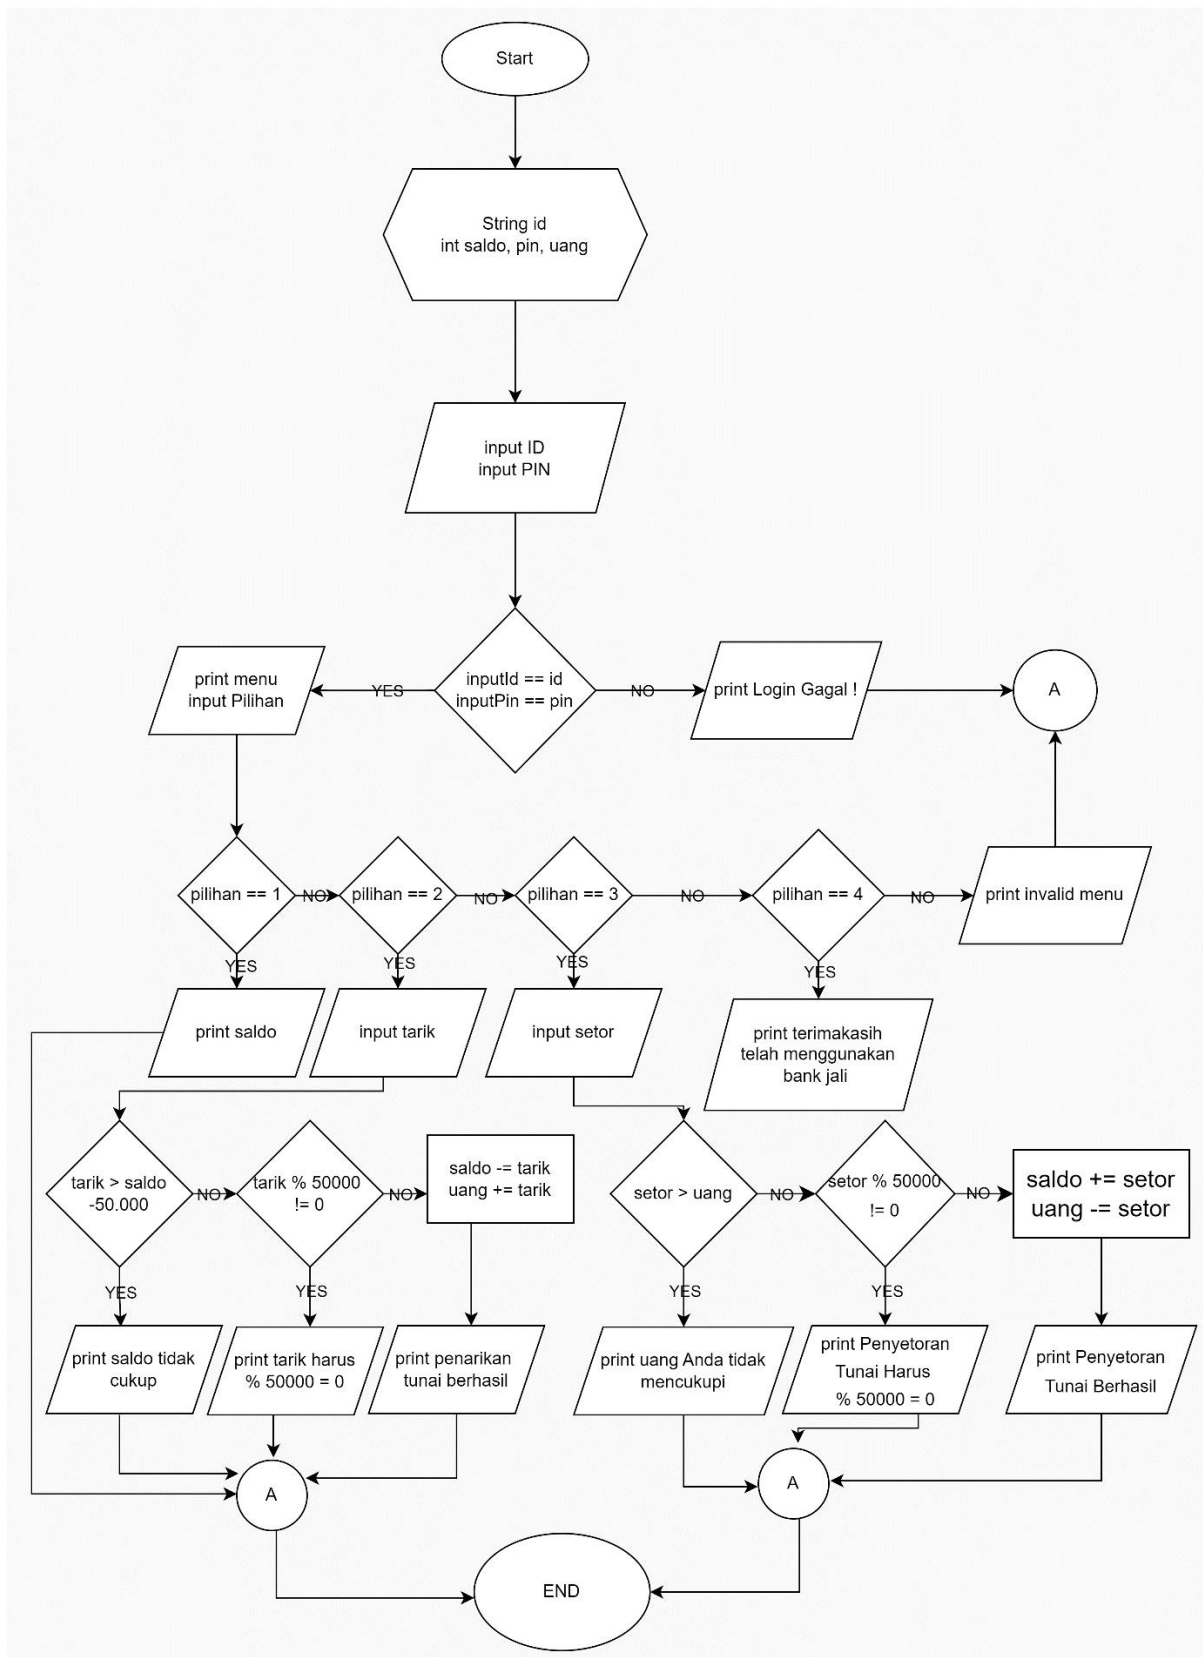 Start
String id
int saldo, pin, uang
input ID
input PIN
print menu
input Pilihan
YES
inputId == id
inputPin == pin
NO
print Login Gagal !
A
pilihan == 1
NO
pilihan == 2
NO
pilihan == 3
NO
pilihan == 4
NO
print invalid menu
YES
YES
YES
YES
print saldo
input tarik
input setor
print terimakasih
telah menggunakan
bank jali
tarik > saldo
-50.000
NO
tarik % 50000
!= 0
NO
saldo -= tarik
uang += tarik
setor > uang
NO
setor % 50000
!= 0
NO
saldo += setor
uang -= setor
YES
YES
YES
YES
print saldo tidak
cukup
print tarik harus
% 50000 = 0
print penarikan
tunai berhasil
print uang Anda tidak
mencukupi
print Penyetoran
Tunai Harus
% 50000 = 0
print Penyetoran
Tunai Berhasil
A
A
END